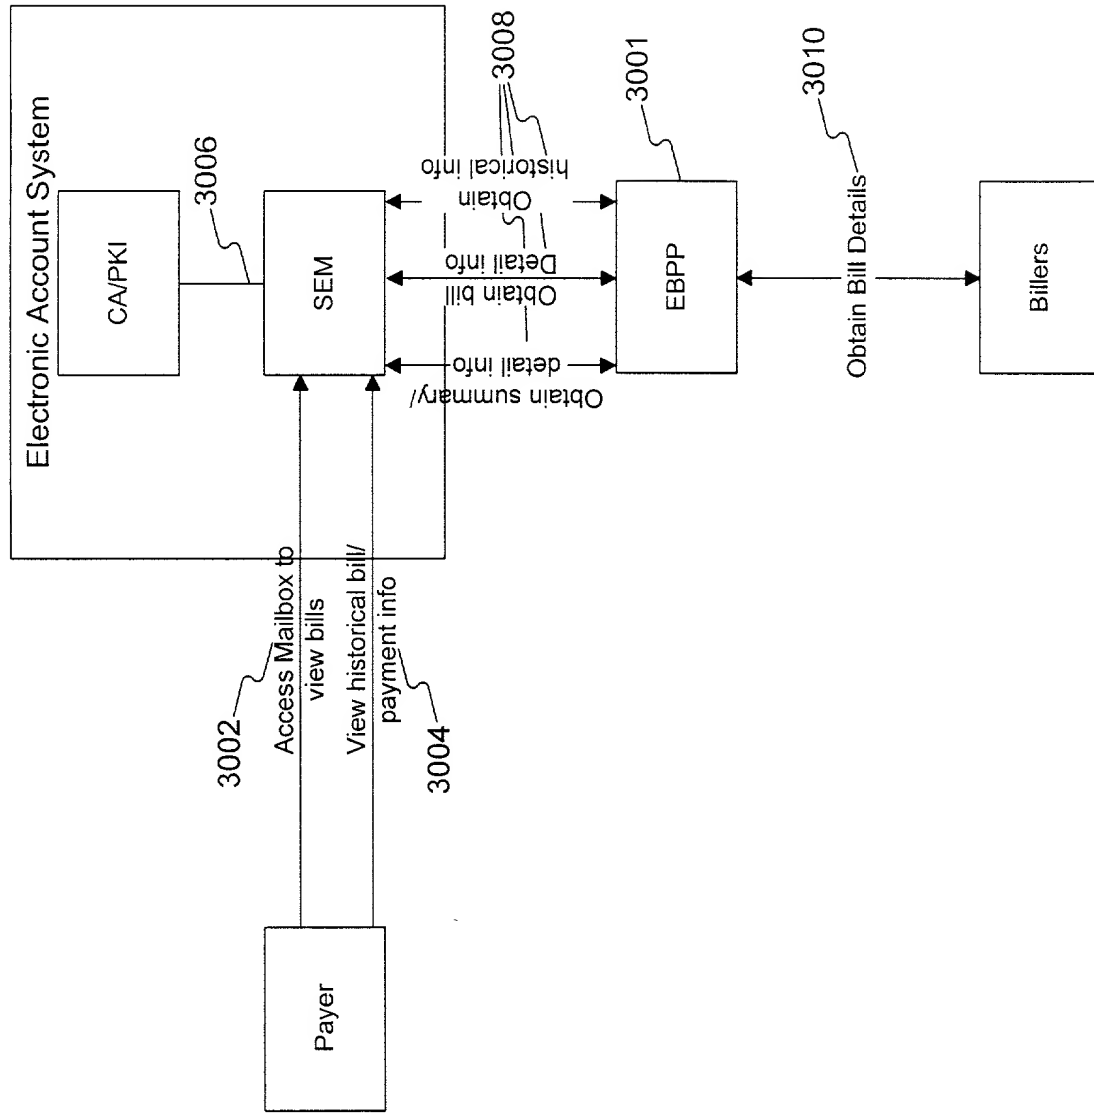 Electronic Account System
CA/PKI
3006
SEM
3002
Access Mailbox to
view bills
View historical bill/
payment info
3004
Payer
3008
Obtain summary/
detail info
Obtain bill
Detail info
Obtain
historical info
EBPP
3001
Obtain Bill Details
3010
Billers